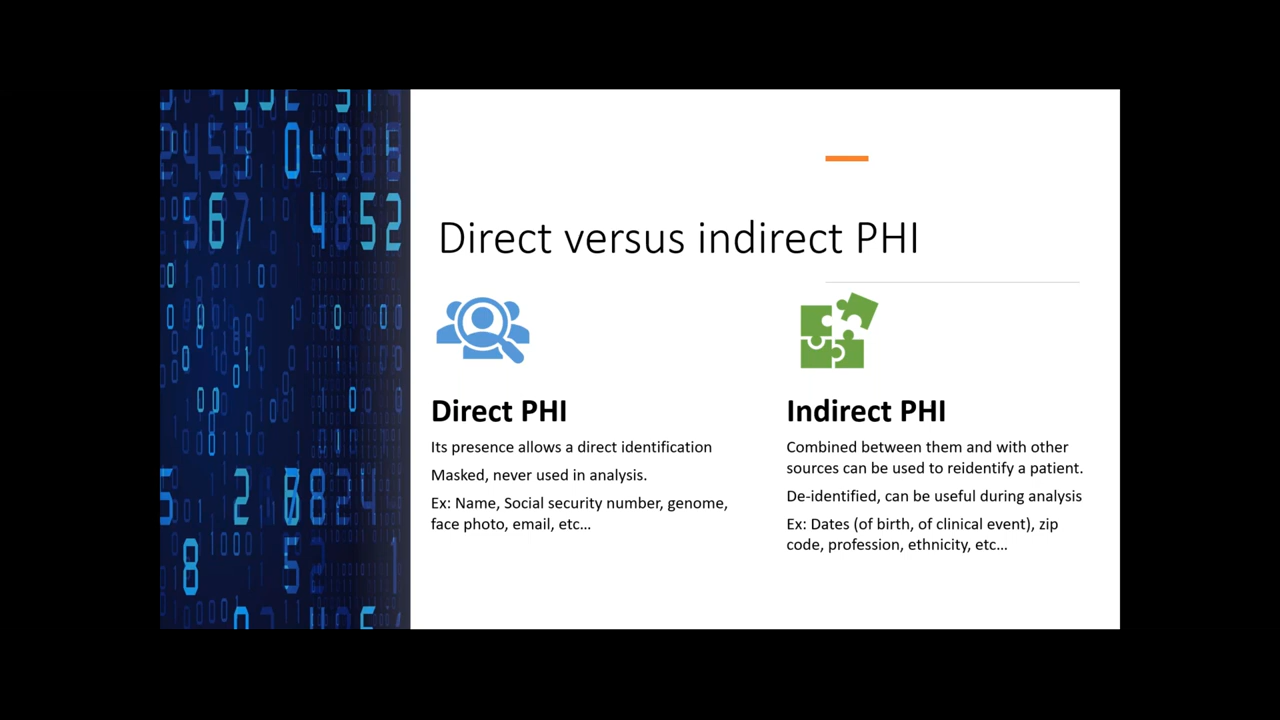 Direct versus indirect PHI
Direct PHI
Its presence allows a direct identification
Masked, never used in analysis.
Ex: Name, Social security number, genome,
face photo, email, etc...
Indirect PHI
Combined between them and with other
sources can be used to reidentify a patient.
De-identified, can be useful during analysis
Ex: Dates (of birth, of clinical event), zip
code, profession, ethnicity, etc...